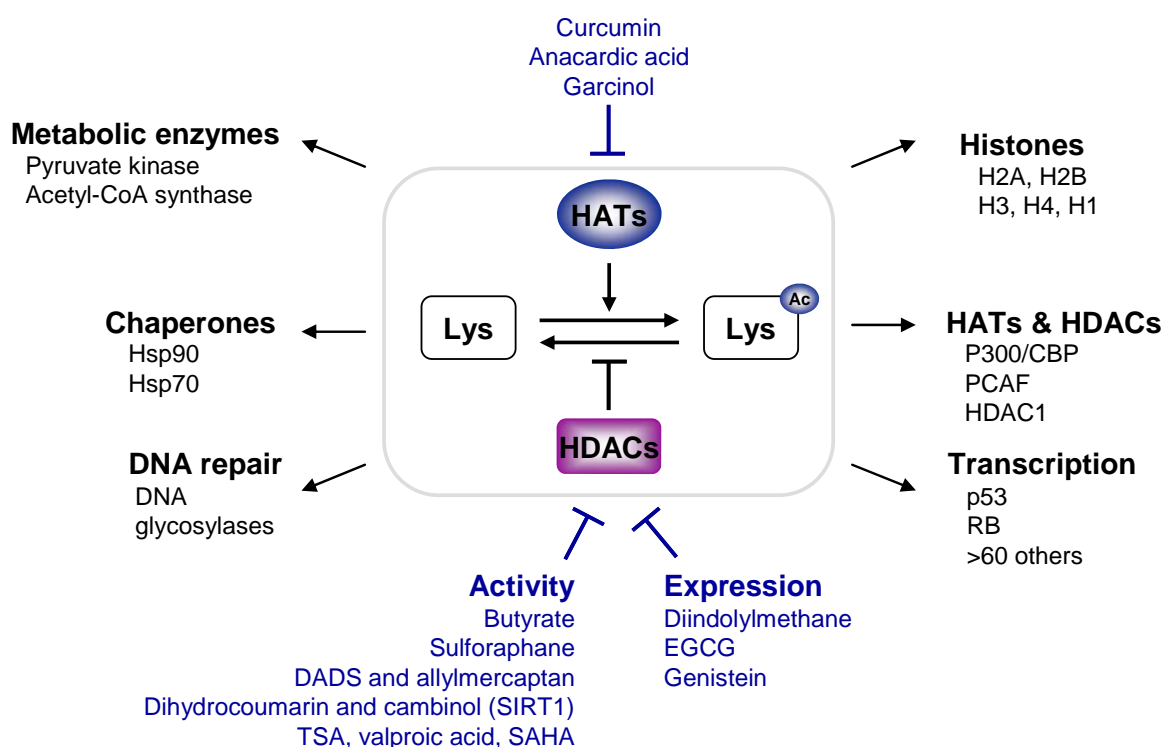 Curcumin
Anacardic acid
Garcinol
Metabolic enzymes
Pyruvate kinase
Acetyl-CoA synthase
Histones
H2A, H2B
H3, H4, H1
HATs
Lys
Lys
Ac
Chaperones
Hsp90
Hsp70
HATs & HDACs
P300/CBP
PCAF
HDAC1
HDACs
DNA repair
DNA
glycosylases
Transcription
p53
RB
>60 others
Activity
Butyrate
Sulforaphane
DADS and allylmercaptan
Dihydrocoumarin and cambinol (SIRT1)
TSA, valproic acid, SAHA
Expression
Diindolylmethane
EGCG
Genistein